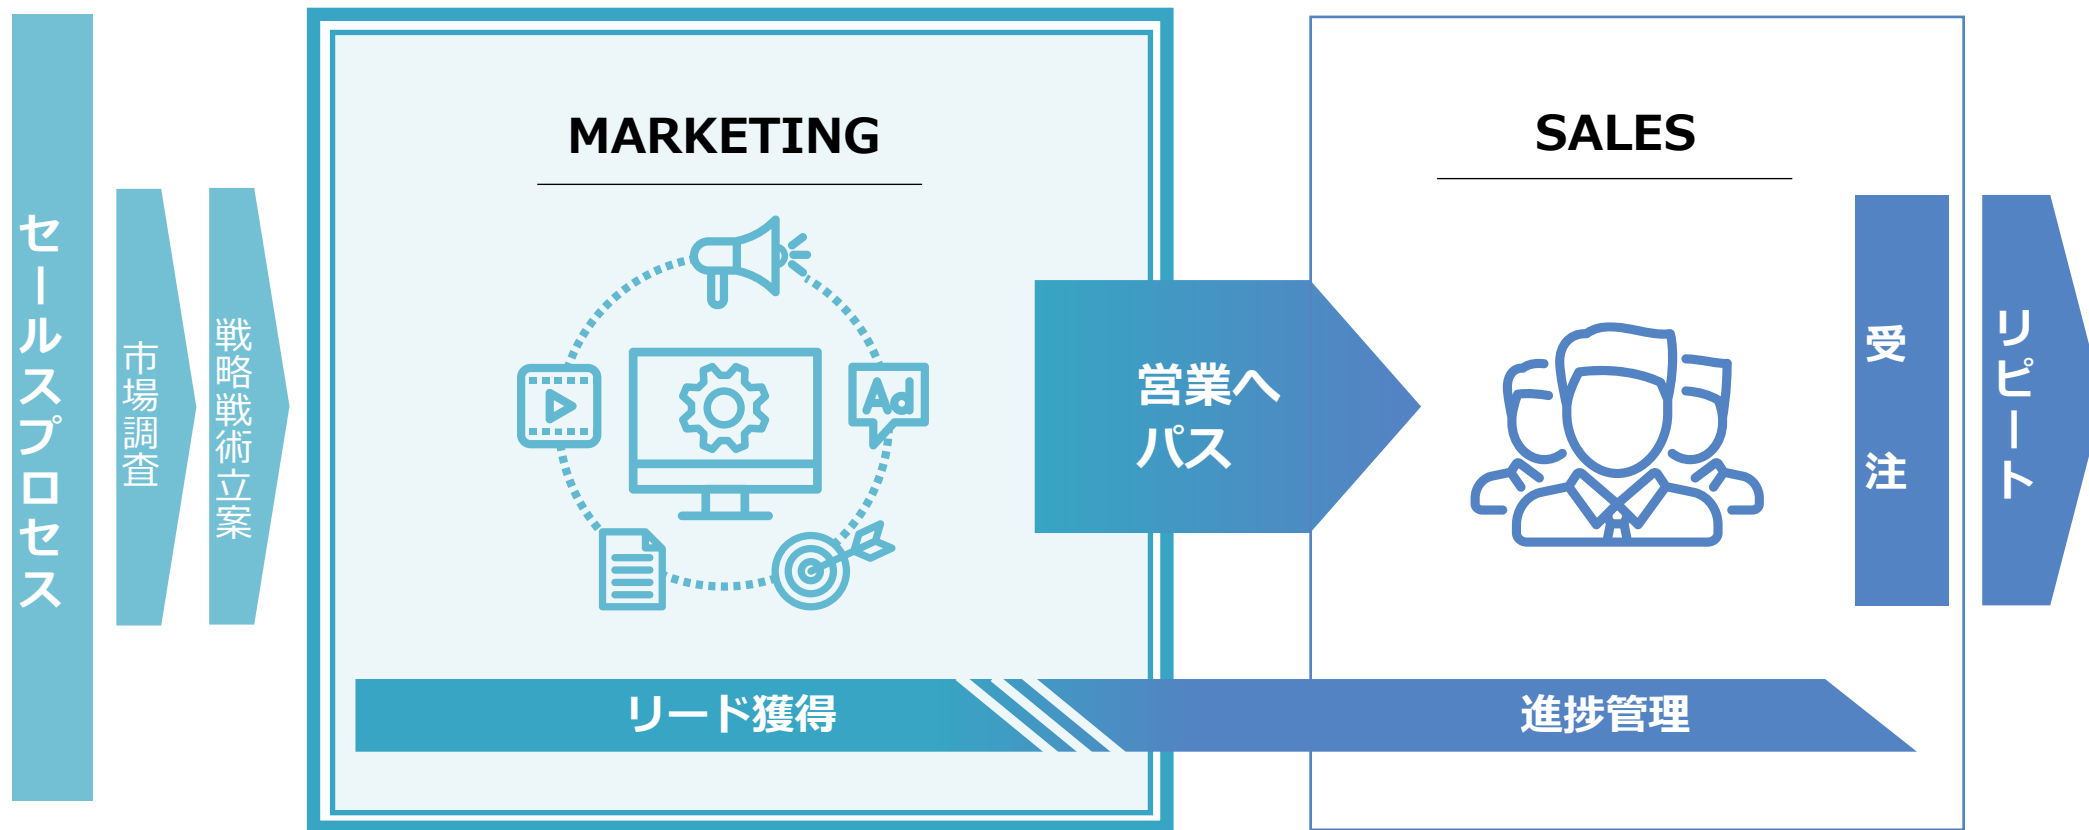 セールスプロセス
市場調査
戦略戦術立案
MARKETING
Ad
リード獲得
営業へ
パス
SALES
進捗管理
受注
リピート